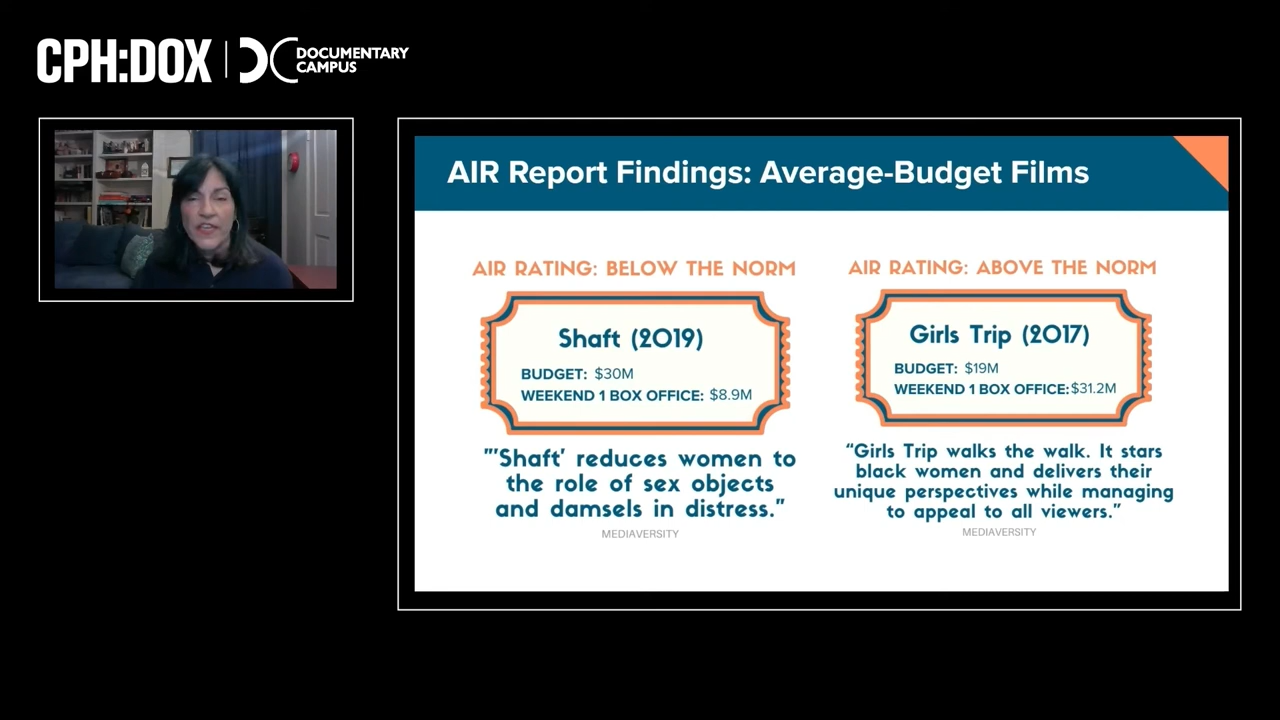 CPH:DOX
DOCUMENTARY
CAMPUS
AIR Report Findings: Average-Budget Films
AIR RATING: BELOW THE NORM
Shaft (2019)
BUDGET: $30M
WEEKEND 1 BOX OFFICE: $8.9M
"'Shaft' reduces women to
the role of sex objects
and damsels in distress."
MEDIAVERSITY
AIR RATING: ABOVE THE NORM
Girls Trip (2017)
BUDGET: $19M
WEEKEND 1 BOX OFFICE: $31.2M
“Girls Trip walks the walk. It stars
black women and delivers their
unique perspectives while managing
to appeal to all viewers.”
MEDIAVERSITY